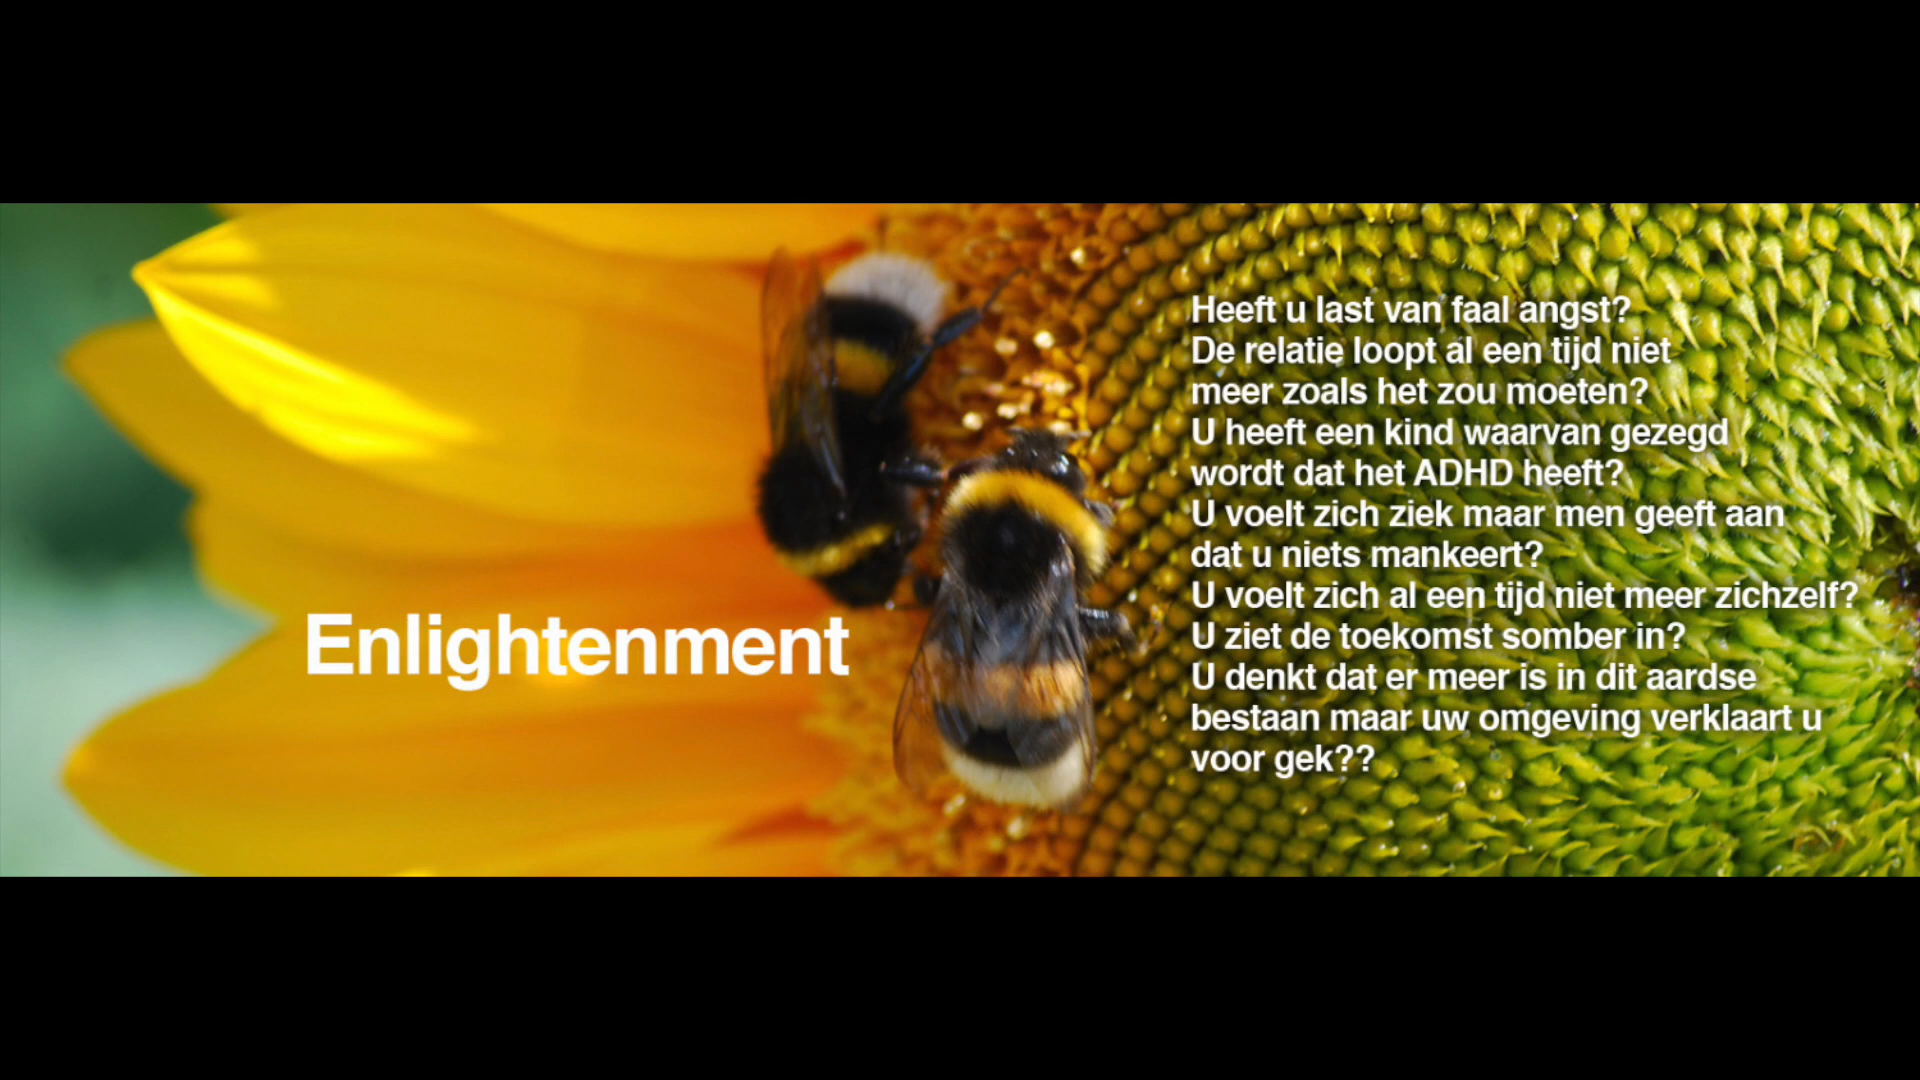 Enlightenment
Heeft u last van faal angst?
De relatie loopt al een tijd niet
meer zoals het zou moeten?
U heeft een kind waarvan gezegd
wordt dat het ADHD heeft?
U voelt zich ziek maar men geeft aan
dat u niets mankeert?
U voelt zich al een tijd niet meer zichzelf?
U ziet de toekomst somber in?
U denkt dat er meer is in dit aardse
bestaan maar uw omgeving verklaart u
voor gek??